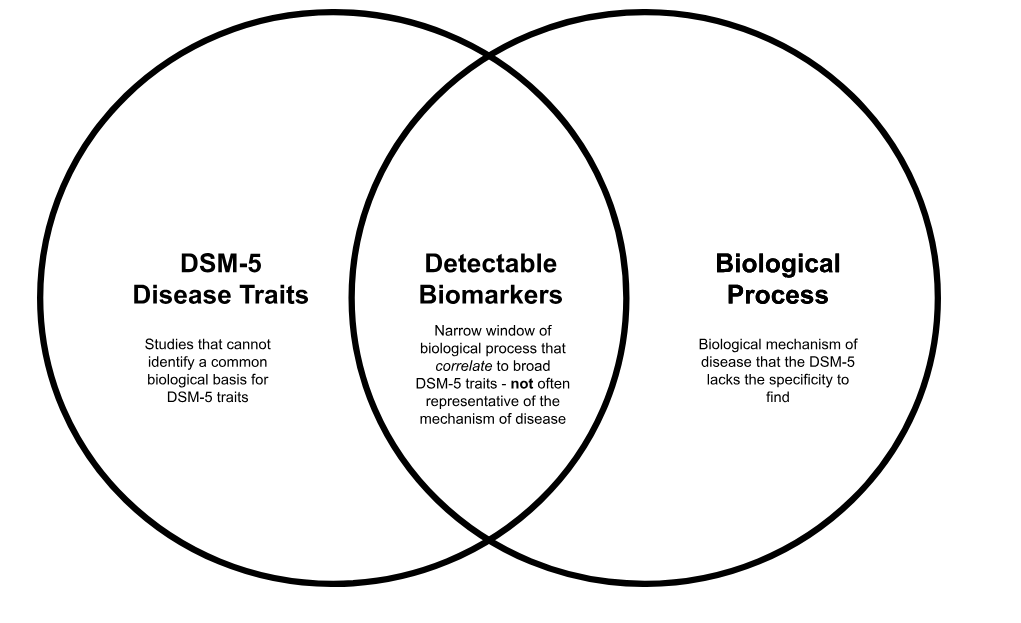 DSM-5
Disease Traits
Studies that cannot
identify a common
biological basis for
DSM-5 traits
Detectable
Biomarkers
Narrow window of
biological process that
correlate to broad
DSM-5 traits - not often
representative of the
mechanism of disease
Biological
Process
Biological mechanism of
disease that the DSM-5
lacks the specificity to
find